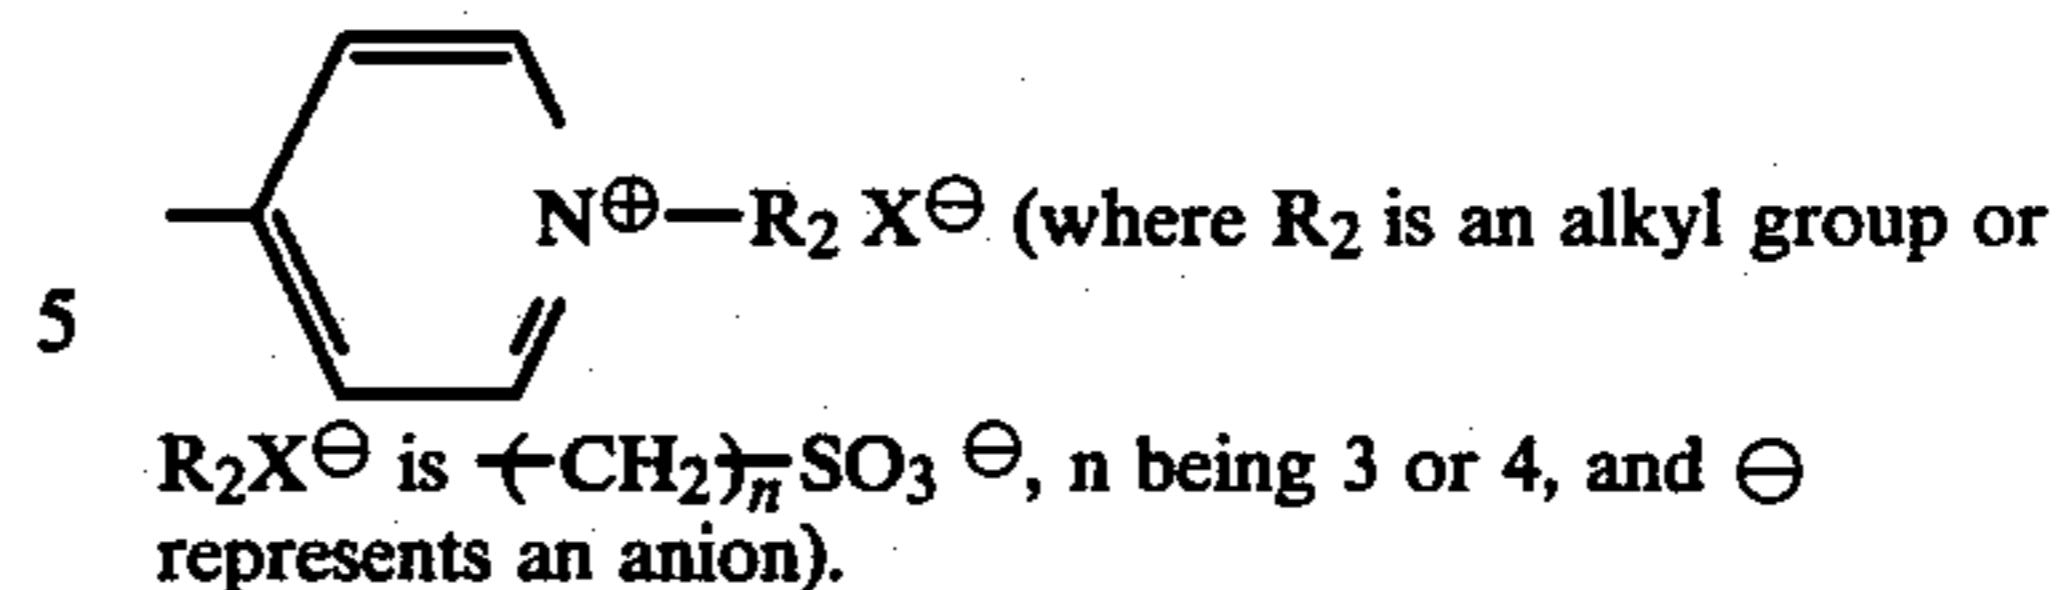 N⊕—R₂ X⊖ (where R₂ is an alkyl group or
5
R₂X⊖ is —(CH₂)ₙ—SO₃ ⊖, n being 3 or 4, and ⊖
represents an anion).